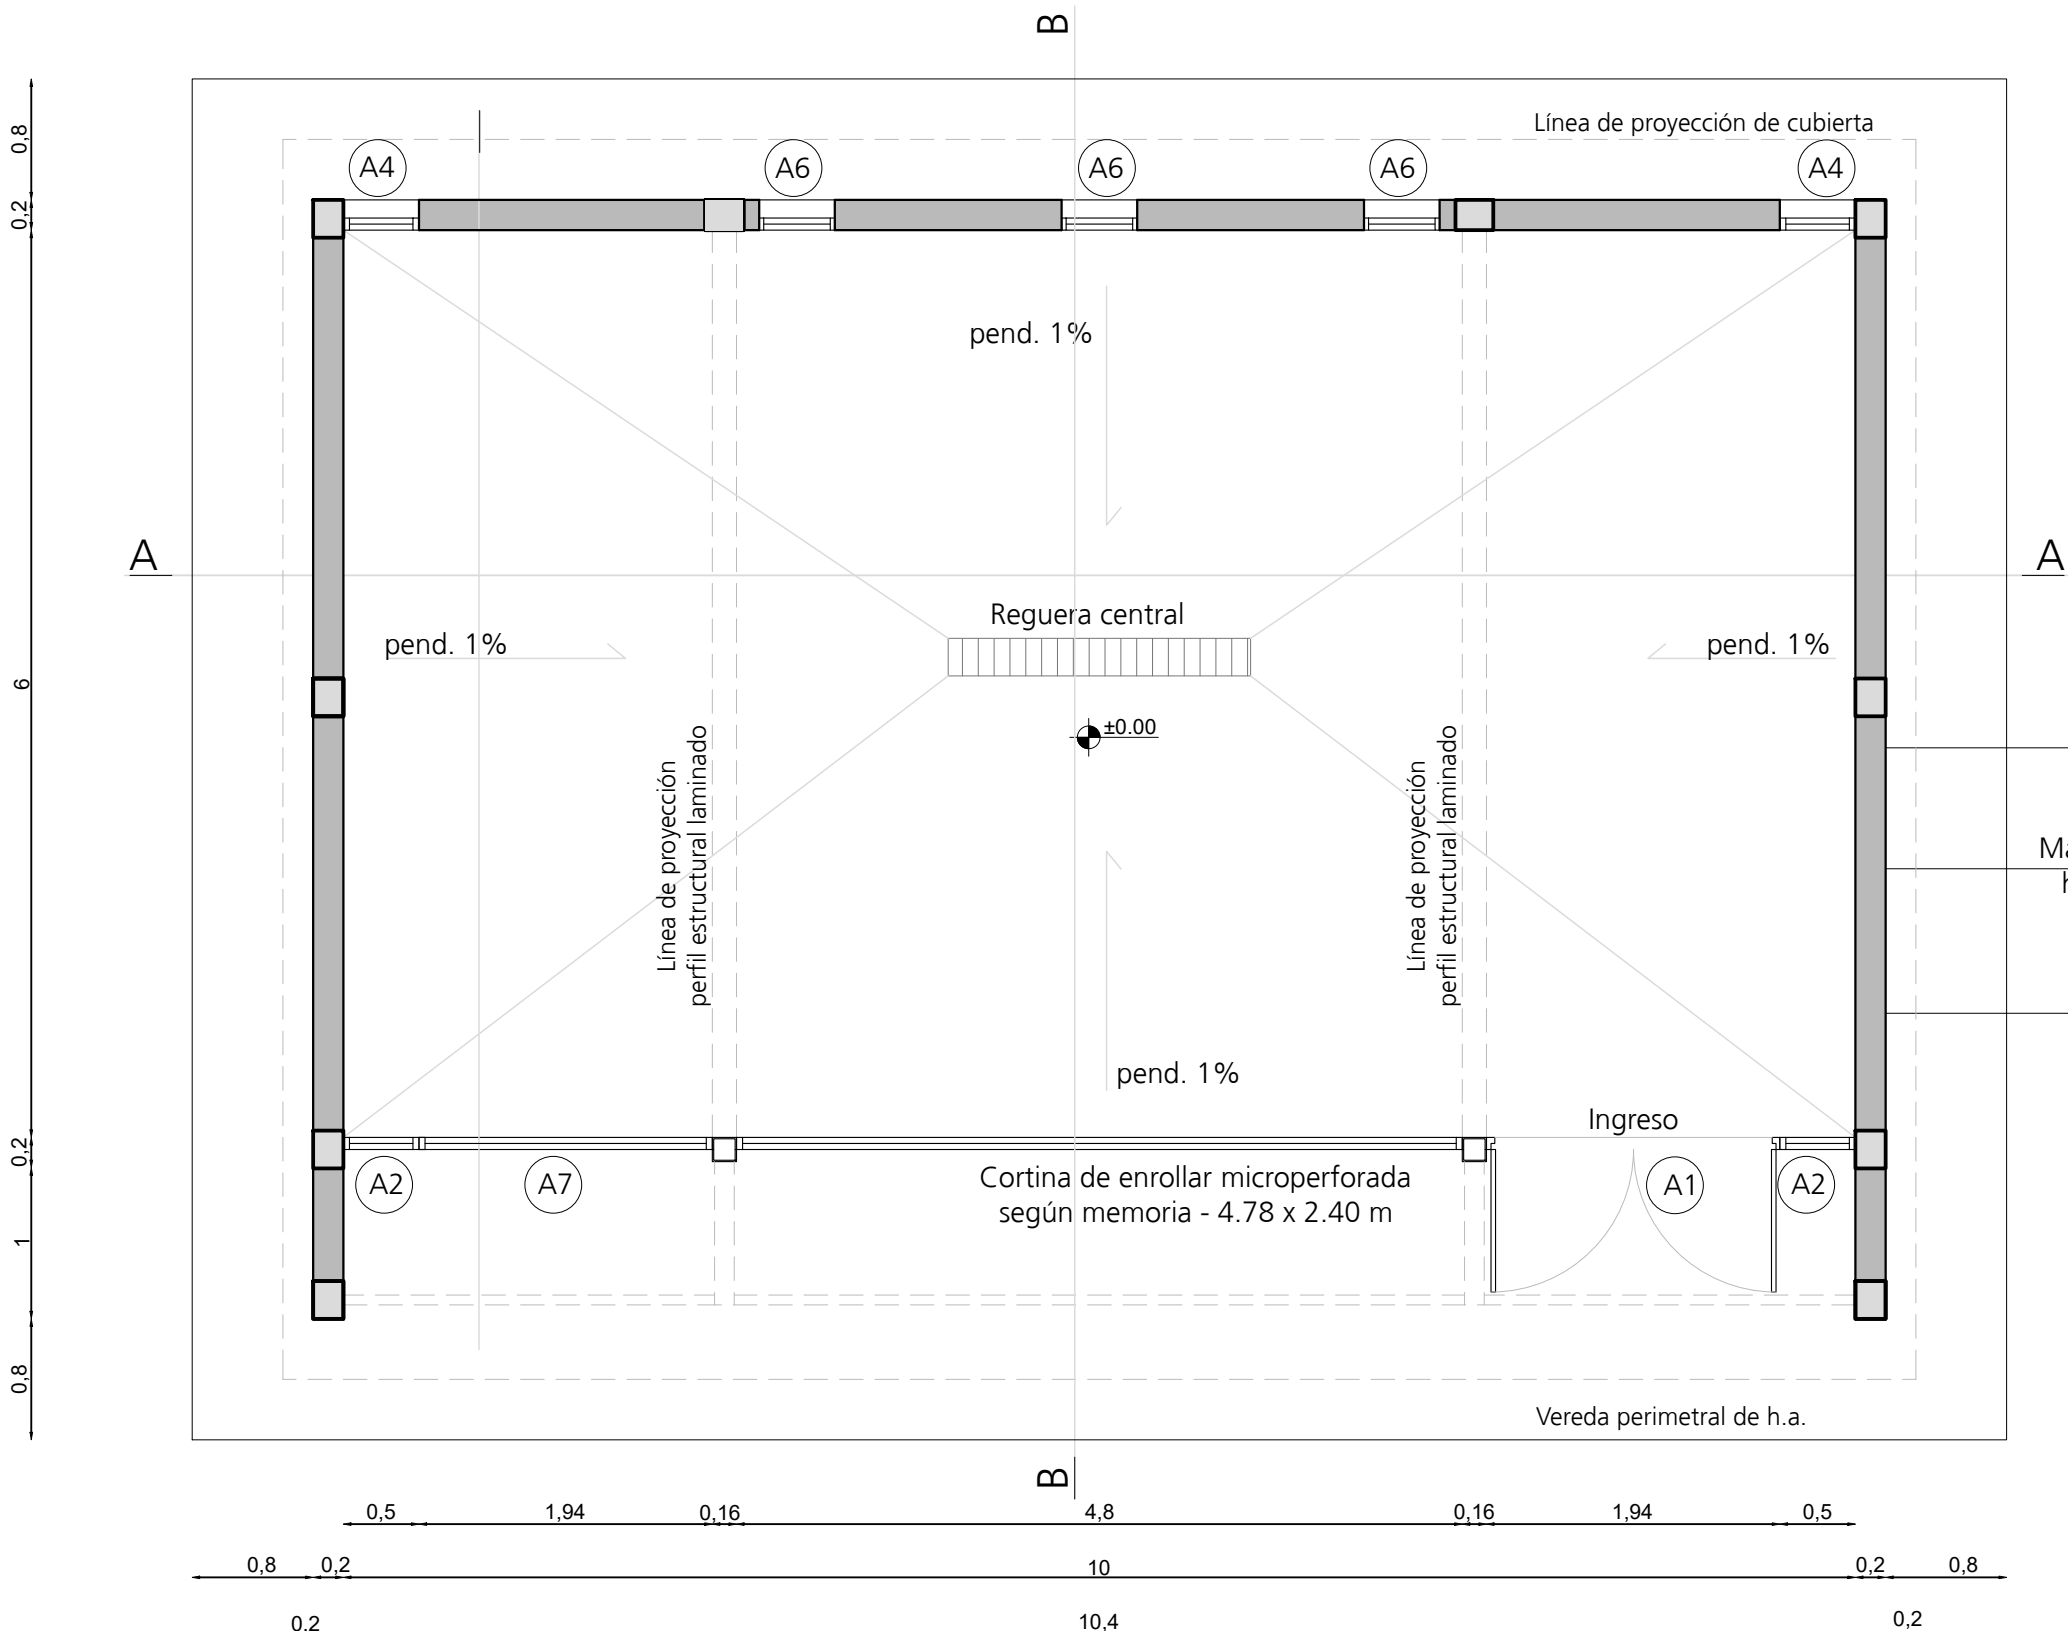 B
0,8
Línea de proyección de cubierta
A4
A6
A6
A6
A4
0,2
pend. 1%
A
A
Reguera central
pend. 1%
pend. 1%
6
±0.00
Línea de proyección
perfil estructural laminado
Línea de proyección
perfil estructural laminado
pend. 1%
Ingreso
0,2
A2
A7
Cortina de enrollar microperforada
según memoria - 4.78 x 2.40 m
A1
A2
1
0,8
Vereda perimetral de h.a.
B
0,5
1,94
0,16
4,8
0,16
1,94
0,5
0,8
0,2
10
0,2
0,8
0,2
10,4
0,2